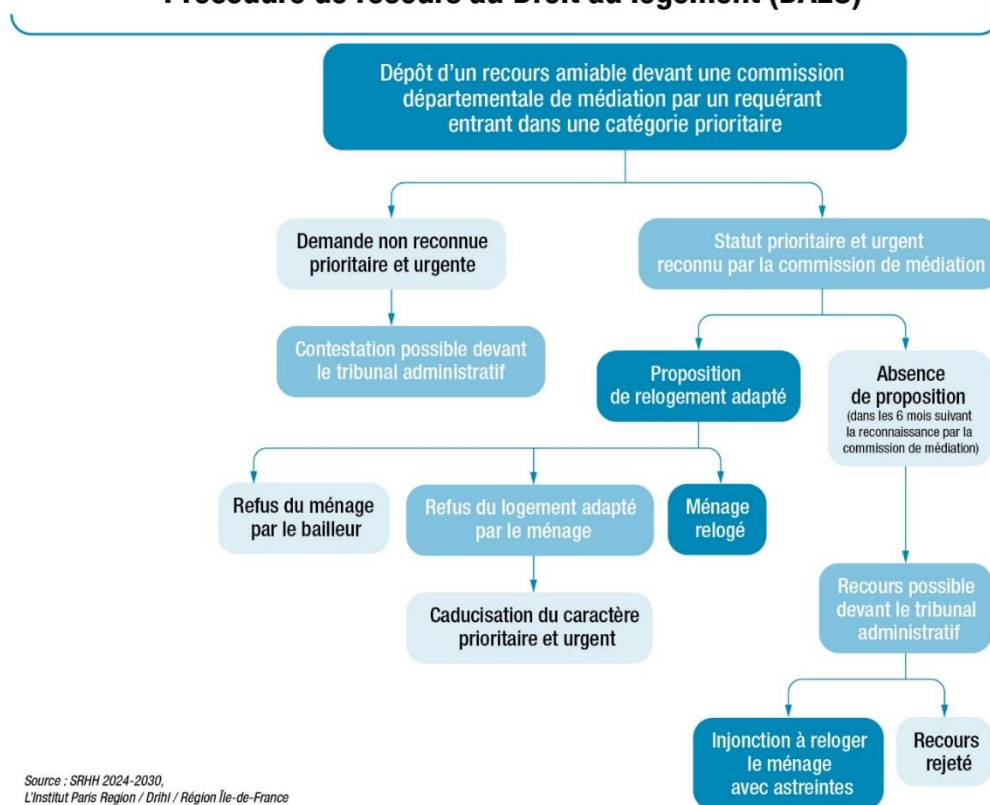 Procédure de recours au Droit au logement (DALO)
Dépôt d'un recours amiable devant une commission
départementale de médiation par un requérant
entrant dans une catégorie prioritaire
Demande non reconnue
prioritaire et urgente
Statut prioritaire et urgent
reconnu par la commission de médiation
Contestation possible devant
le tribunal administratif
Proposition
de relogement adapté
Absence
de proposition
(dans les 6 mois suivant
la reconnaissance par la
commission de médiation)
Refus du ménage
par le bailleur
Refus du logement adapté
par le ménage
Ménage
relogé
Caducisation du caractère
prioritaire et urgent
Recours possible
devant le tribunal
administratif
Injonction à reloger
le ménage
avec astreintes
Recours
rejeté
Source : SRHH 2024-2030,
L'Institut Paris Region / Drihl / Région Île-de-France